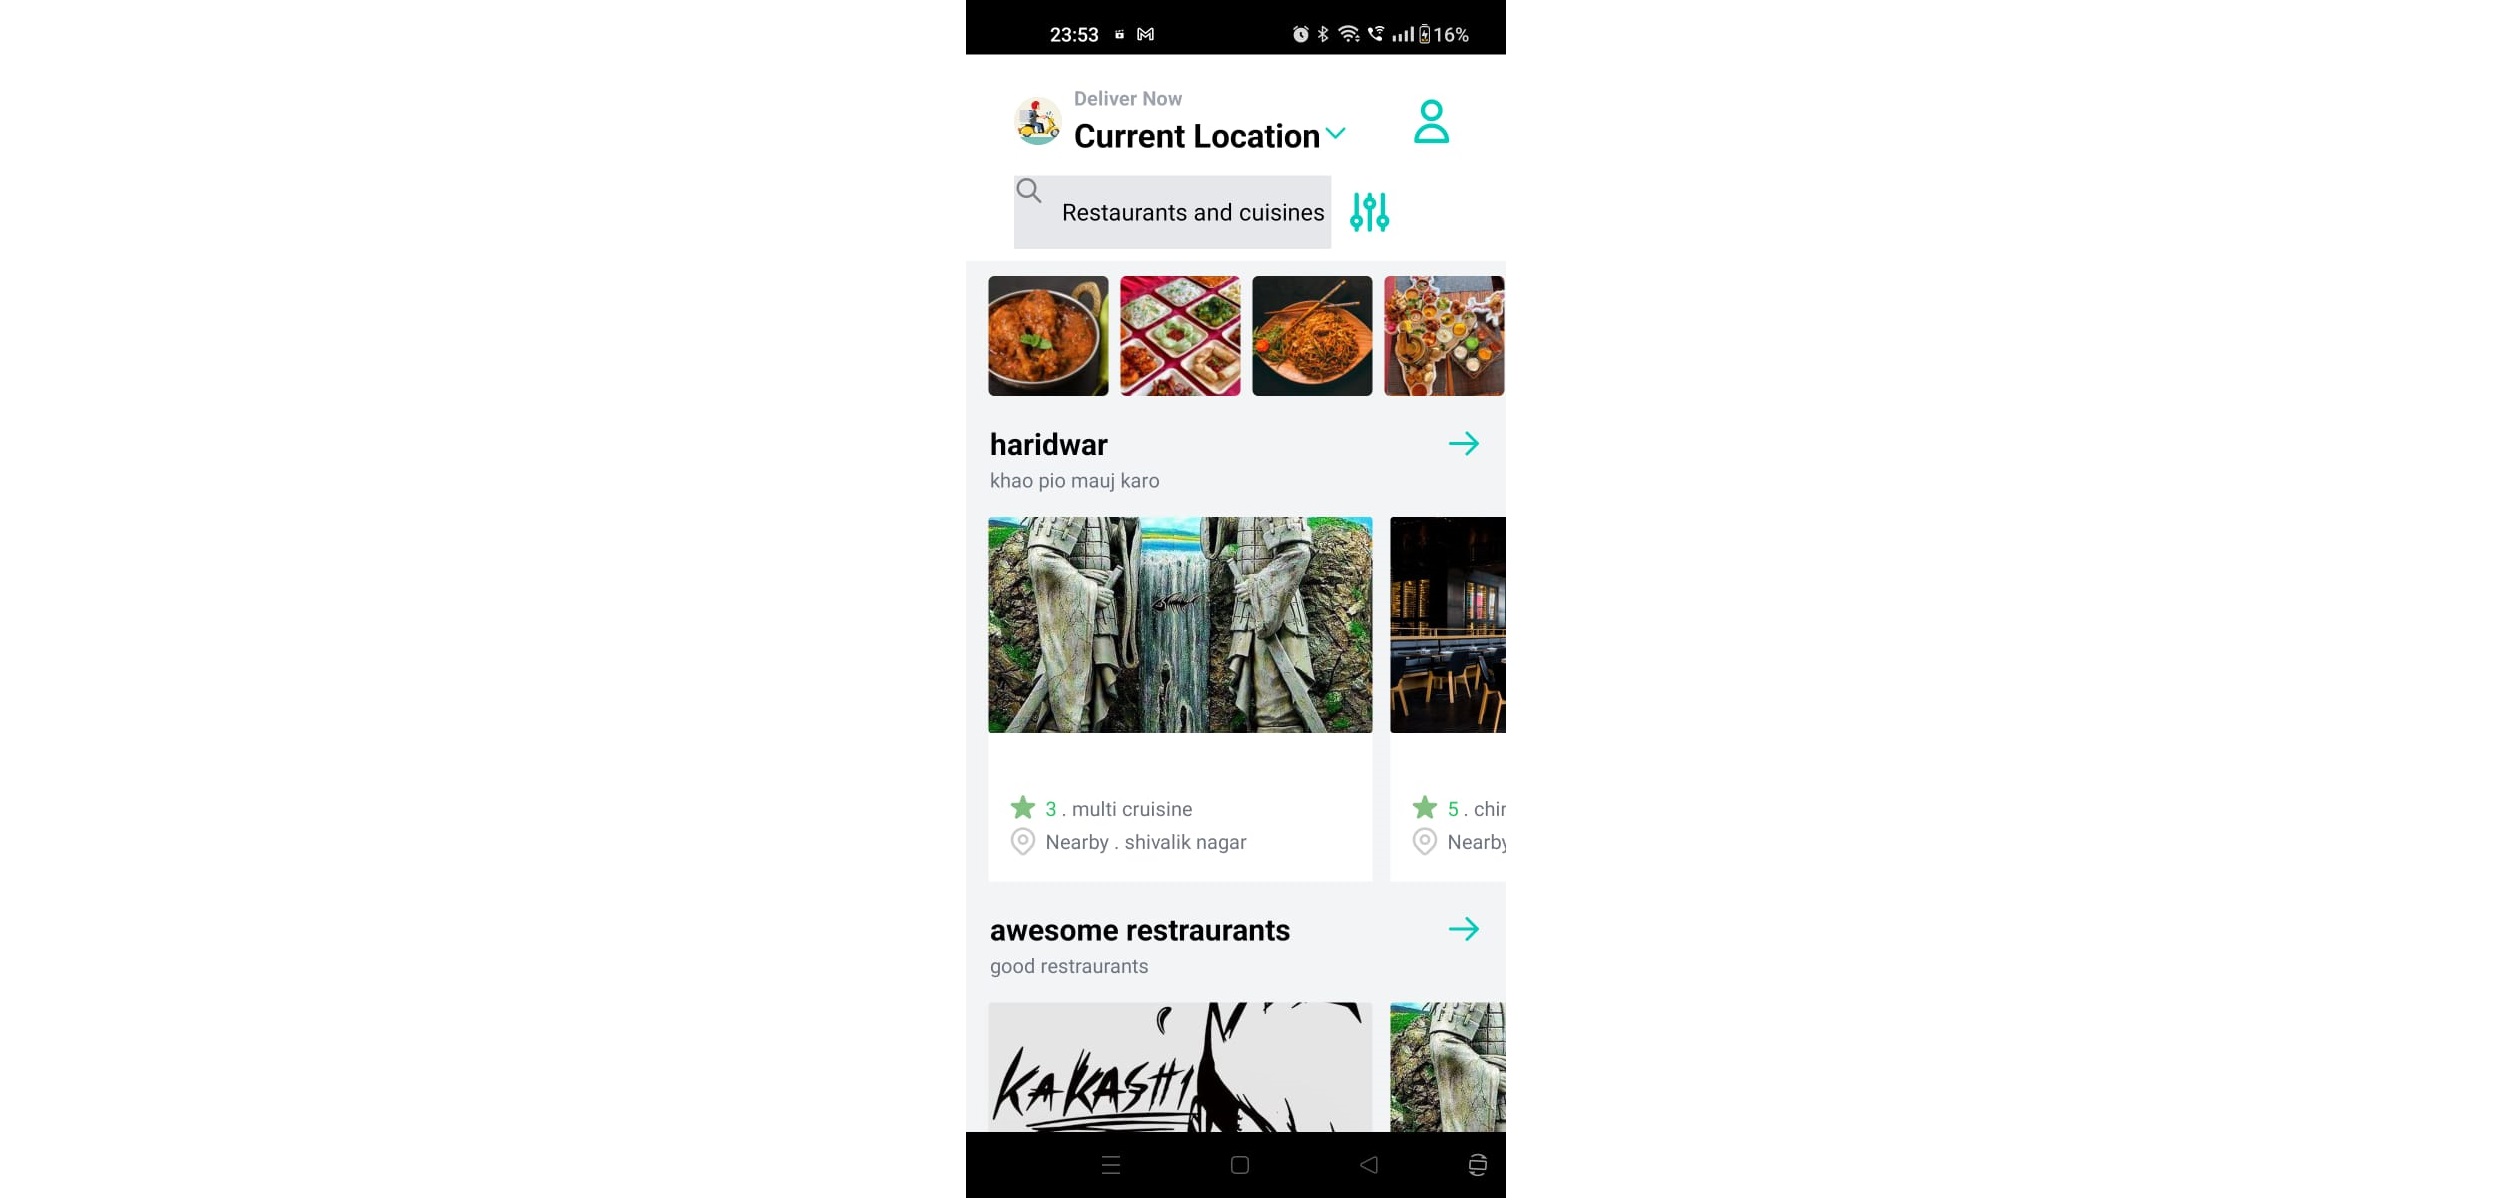 23:53
16%
Deliver Now
Current Location
Restaurants and cuisines
haridwar
khao pio mauj karo
3 . multi cruisine
Nearby . shivalik nagar
5 .
Nearby
awesome restraurants
good restraurants
KAKASHI